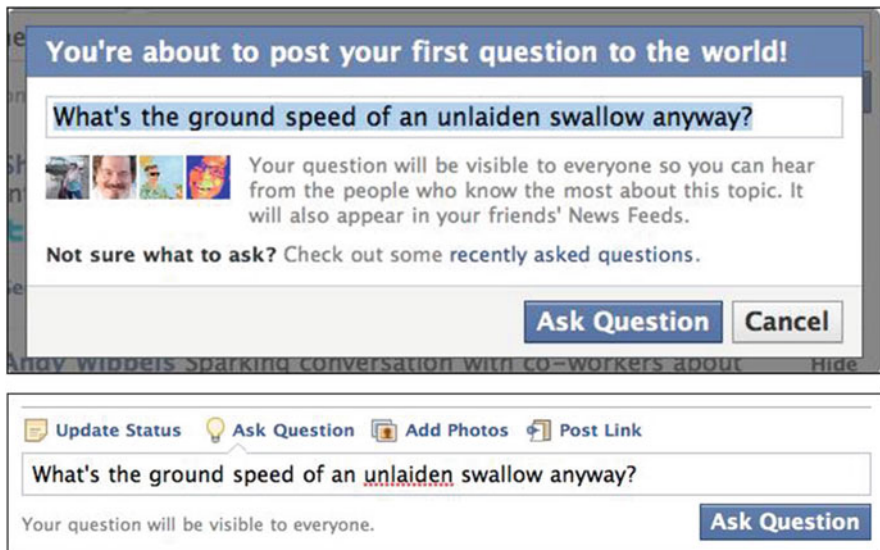 You're about to post your first question to the world!
What's the ground speed of an unlaiden swallow anyway?
Your question will be visible to everyone so you can hear
from the people who know the most about this topic. It
will also appear in your friends' News Feeds.
Not sure what to ask? Check out some recently asked questions.
Ask Question Cancel
Andy Wibbels Sparking conversation with co-workers about Hide
Update Status Ask Question Add Photos Post Link
What's the ground speed of an unlaiden swallow anyway?
Your question will be visible to everyone. Ask Question